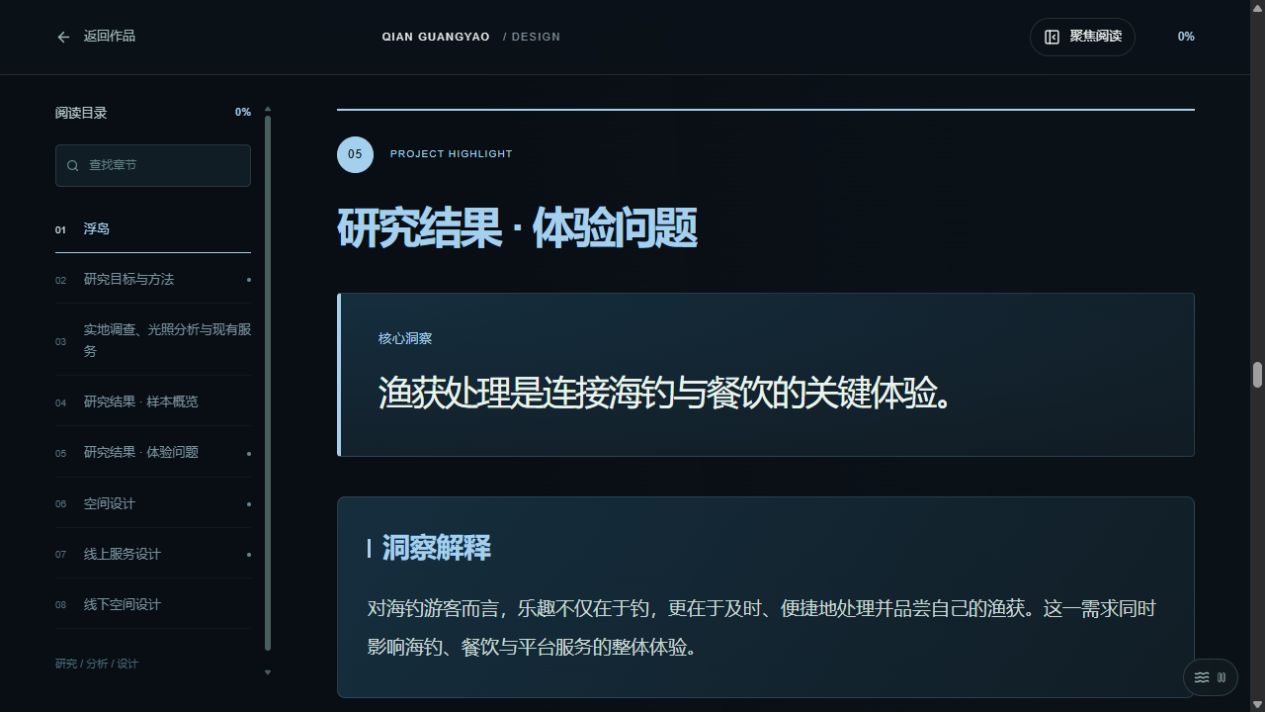 返回作品
QIAN GUANGYAO / DESIGN
聚焦阅读
0%
阅读目录
0%
查找章节
01 浮岛
02 研究目标与方法
03 实地调查、光照分析与现有服
务
04 研究结果 · 样本概览
05 研究结果 · 体验问题
06 空间设计
07 线上服务设计
08 线下空间设计
研究 / 分析 / 设计
05 PROJECT HIGHLIGHT
研究结果 · 体验问题
核心洞察
渔获处理是连接海钓与餐饮的关键体验。
洞察解释
对海钓游客而言，乐趣不仅在于钓，更在于及时、便捷地处理并品尝自己的渔获。这一需求同时
影响海钓、餐饮与平台服务的整体体验。